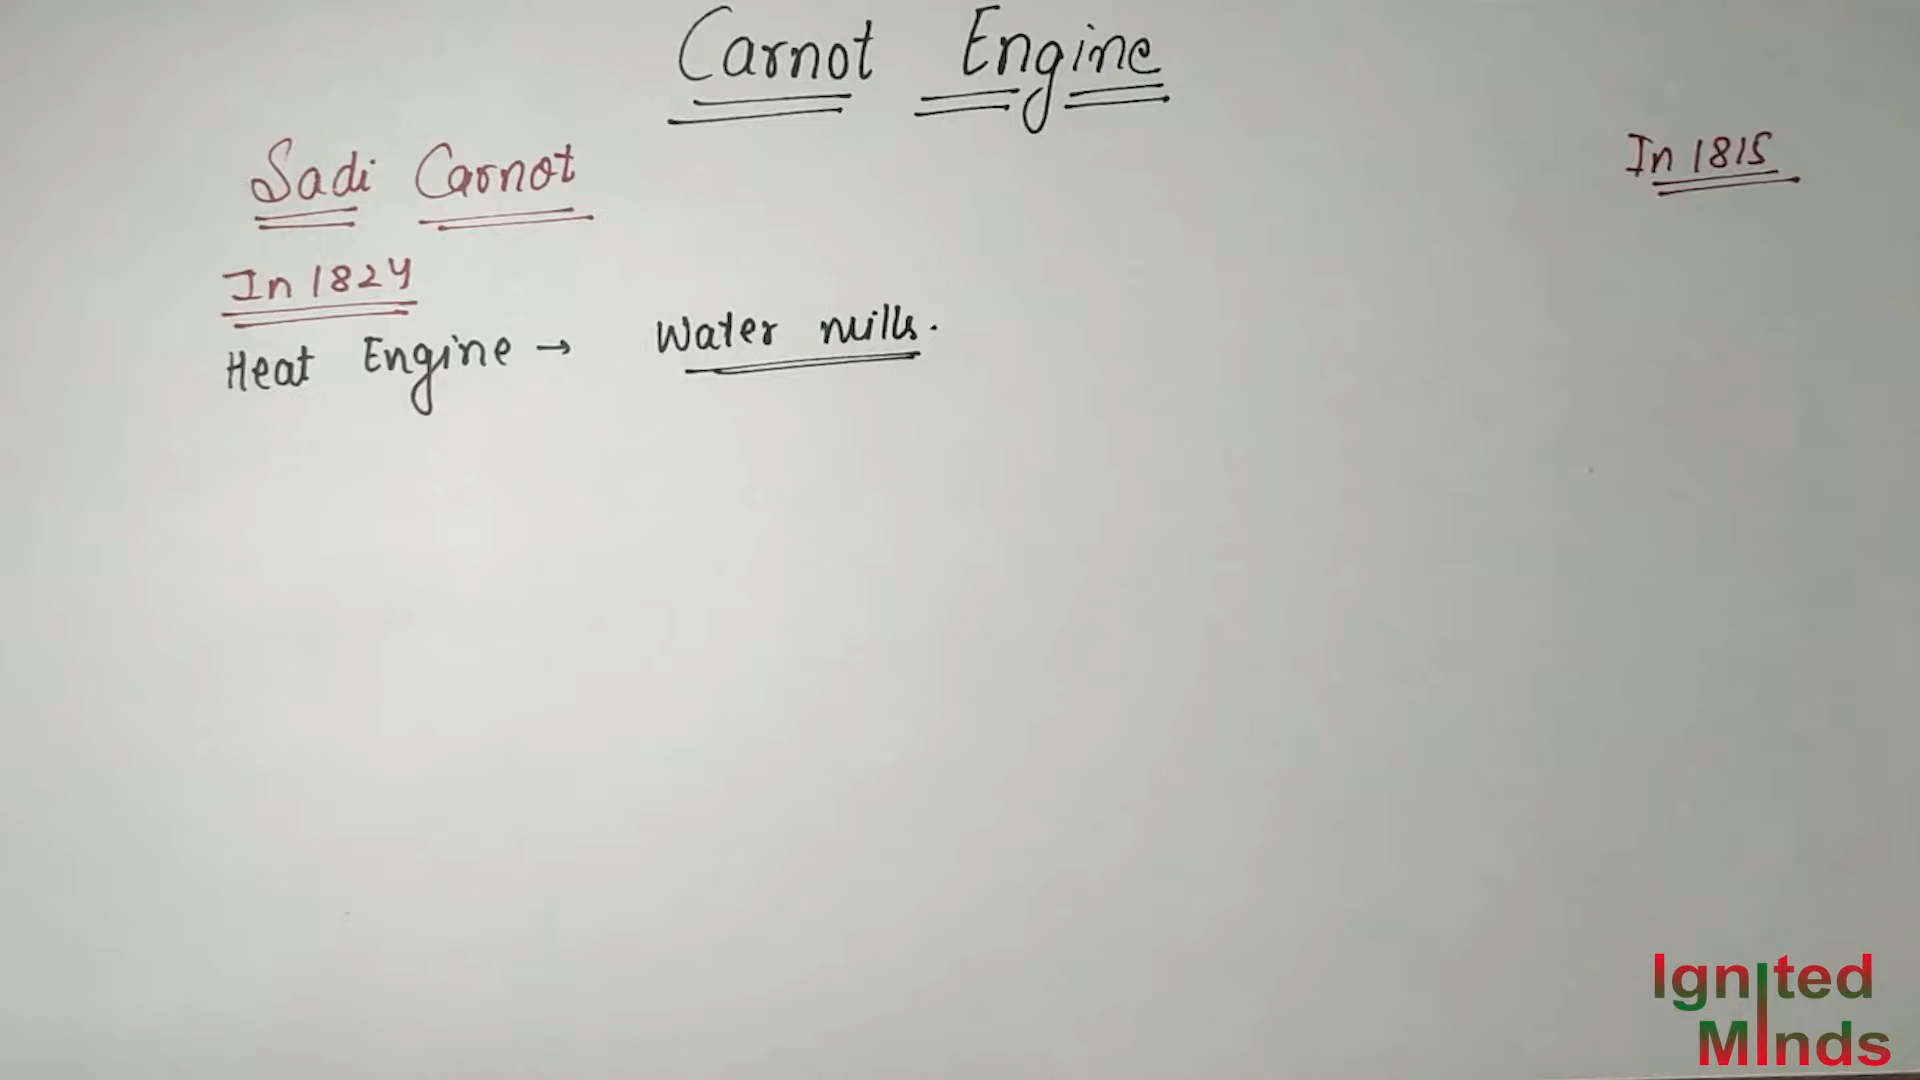 Carnot Engine
Sadi Carnot
In 1815
In 1824
Heat Engine → Water mills.
Ignited
Minds